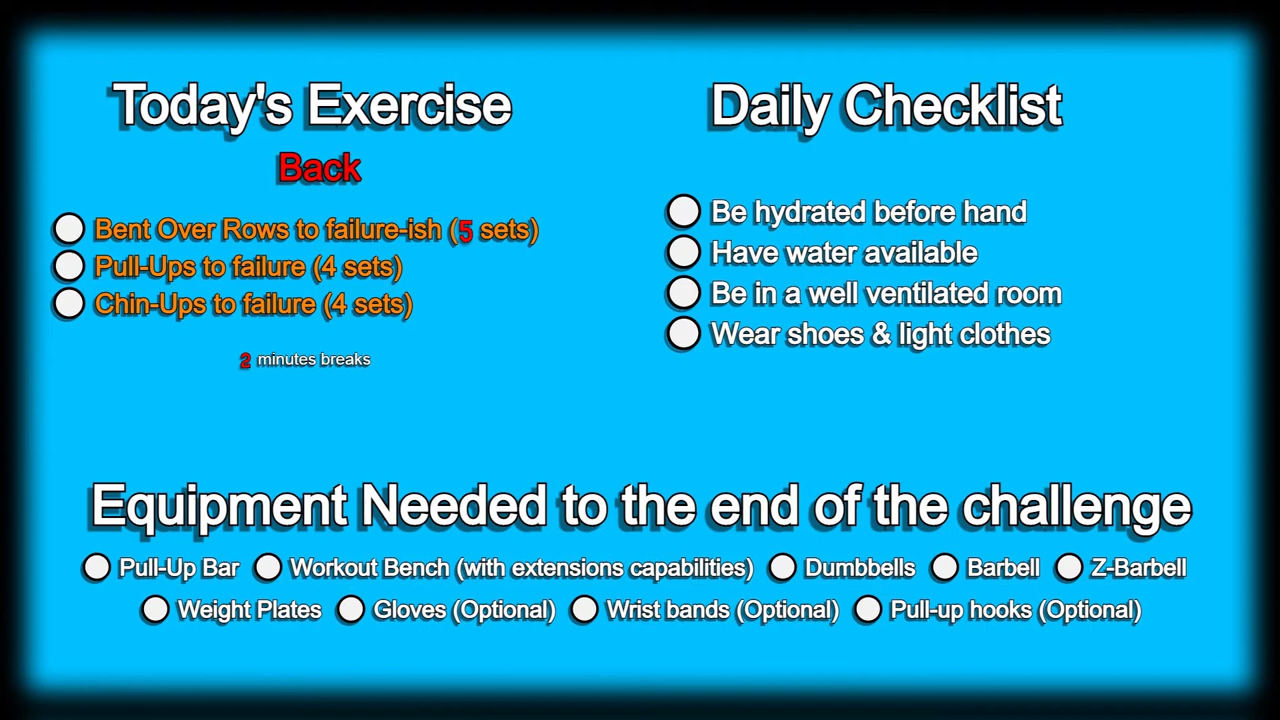 Today's Exercise
Back
Bent Over Rows to failure-ish (5 sets)
Pull-Ups to failure (4 sets)
Chin-Ups to failure (4 sets)
2 minutes breaks
Daily Checklist
Be hydrated before hand
Have water available
Be in a well ventilated room
Wear shoes & light clothes
Equipment Needed to the end of the challenge
Pull-Up Bar Workout Bench (with extensions capabilities) Dumbbells Barbell Z-Barbell
Weight Plates Gloves (Optional) Wrist bands (Optional) Pull-up hooks (Optional)